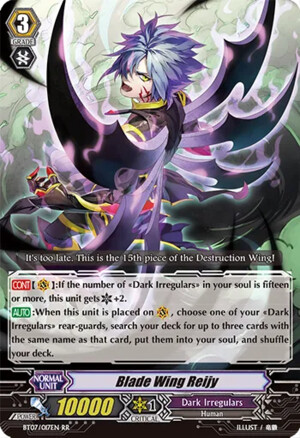 3
GRADE
It's too late. This is the 15th piece of the Destruction Wing!
CONT [ ]:If the number of «Dark Irregulars» in your soul is fifteen
or more, this unit gets +2.
AUTO:When this unit is placed on , choose one of your «Dark
Irregulars» rear-guards, search your deck for up to three cards with
the same name as that card, put them into your soul, and shuffle
your deck.
NORMAL UNIT
Blade Wing Reijy
POWER 10000
1
CRITICAL
Dark Irregulars
Human
BT07/017EN RR
ILLUST /